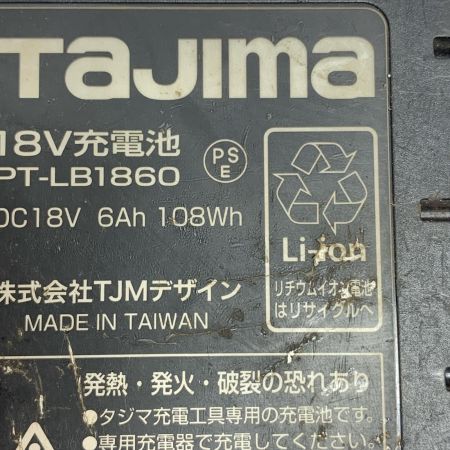 Tajima
18V充電池
PT-LB1860
DC18V 6Ah 108Wh
PS
E
Li-ion
リチウムイオン電池
はリサイクルへ
株式会社TJMデザイン
MADE IN TAIWAN
発熱・発火・破裂の恐れあり
●タジマ充電工具専用の充電池です。
●専用充電器で充電してください。